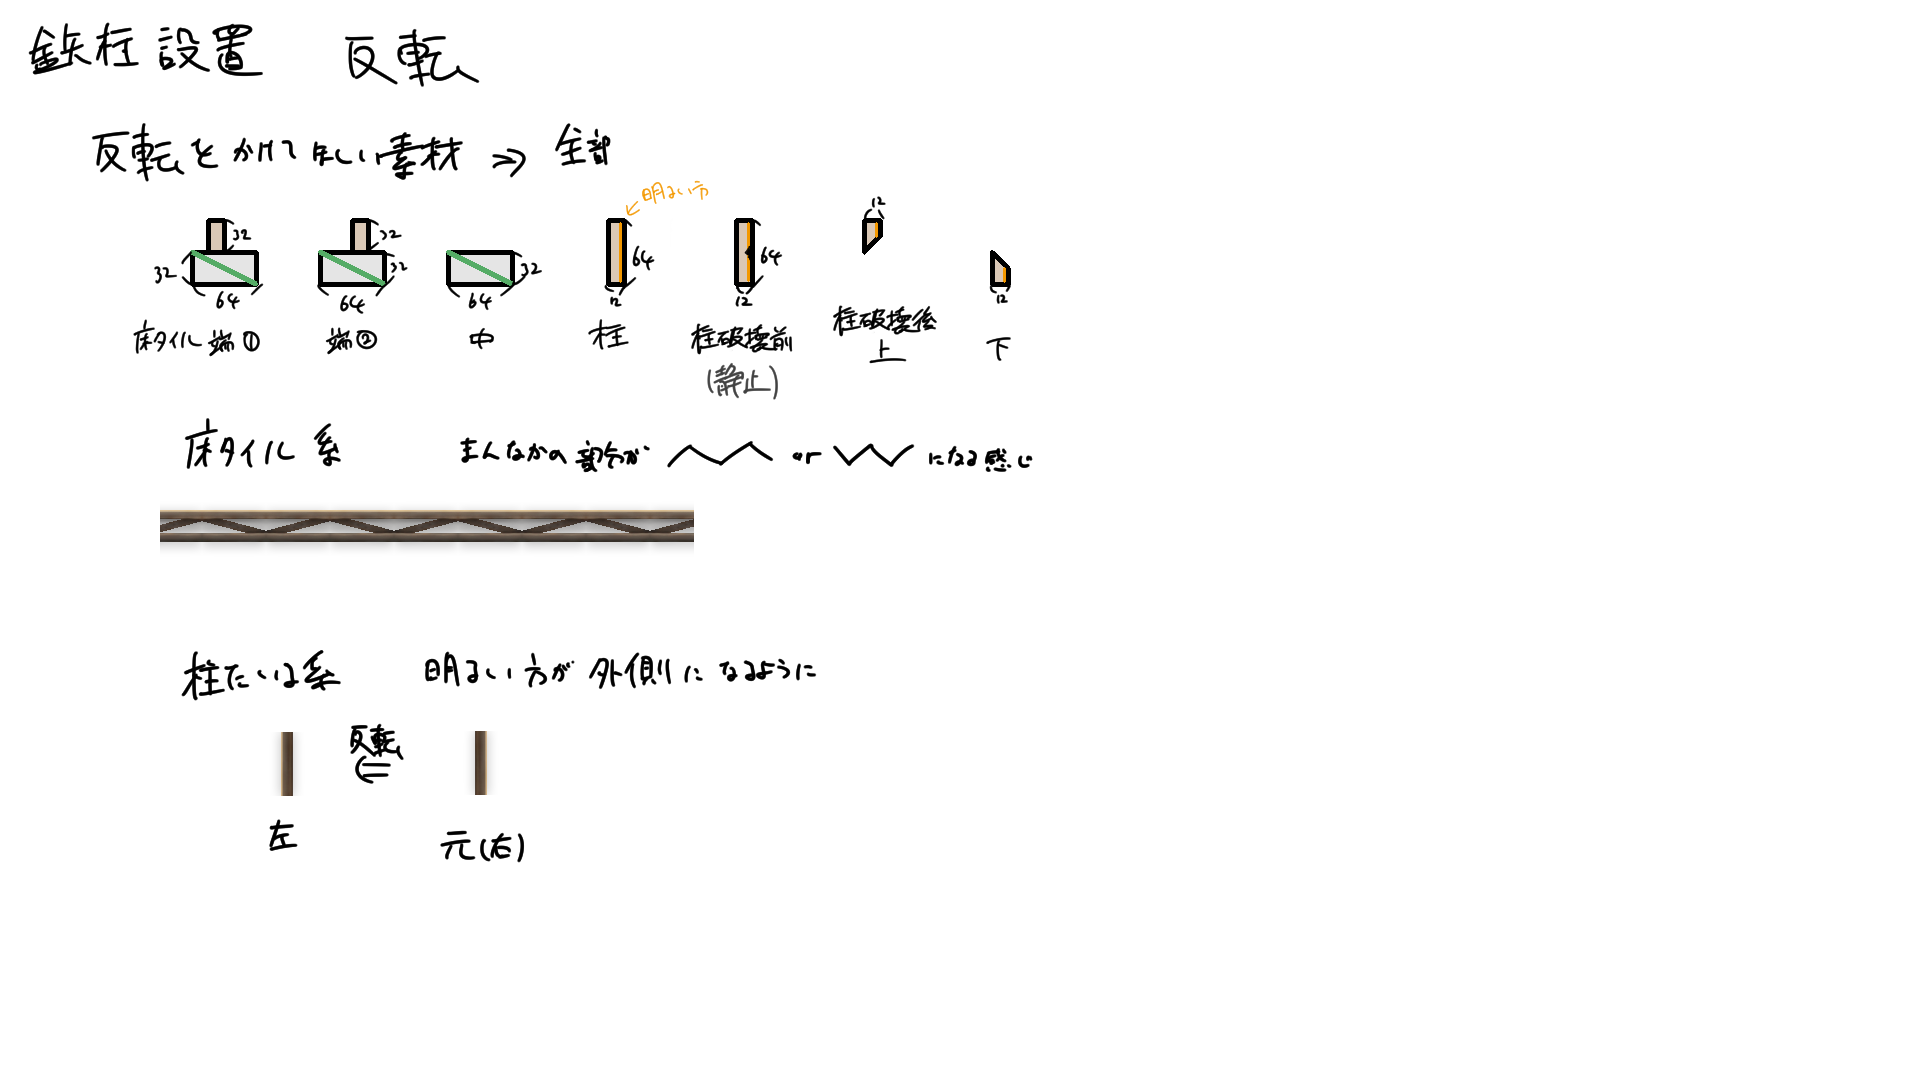 鉄柱設置 反転
反転をかけてほしい素材 ⇒ 全部
←明るい方
32 32 64
32 32 64
32 64
64 12
64 12
12
12
床タイル 端① 端② 中 柱 柱破壊前 (静止) 柱破壊後 上 下
床タイル系 まんなかの部分が or になる感じ
柱たいは系 明るい方が外側になるように
反転
⇐
左 元(右)